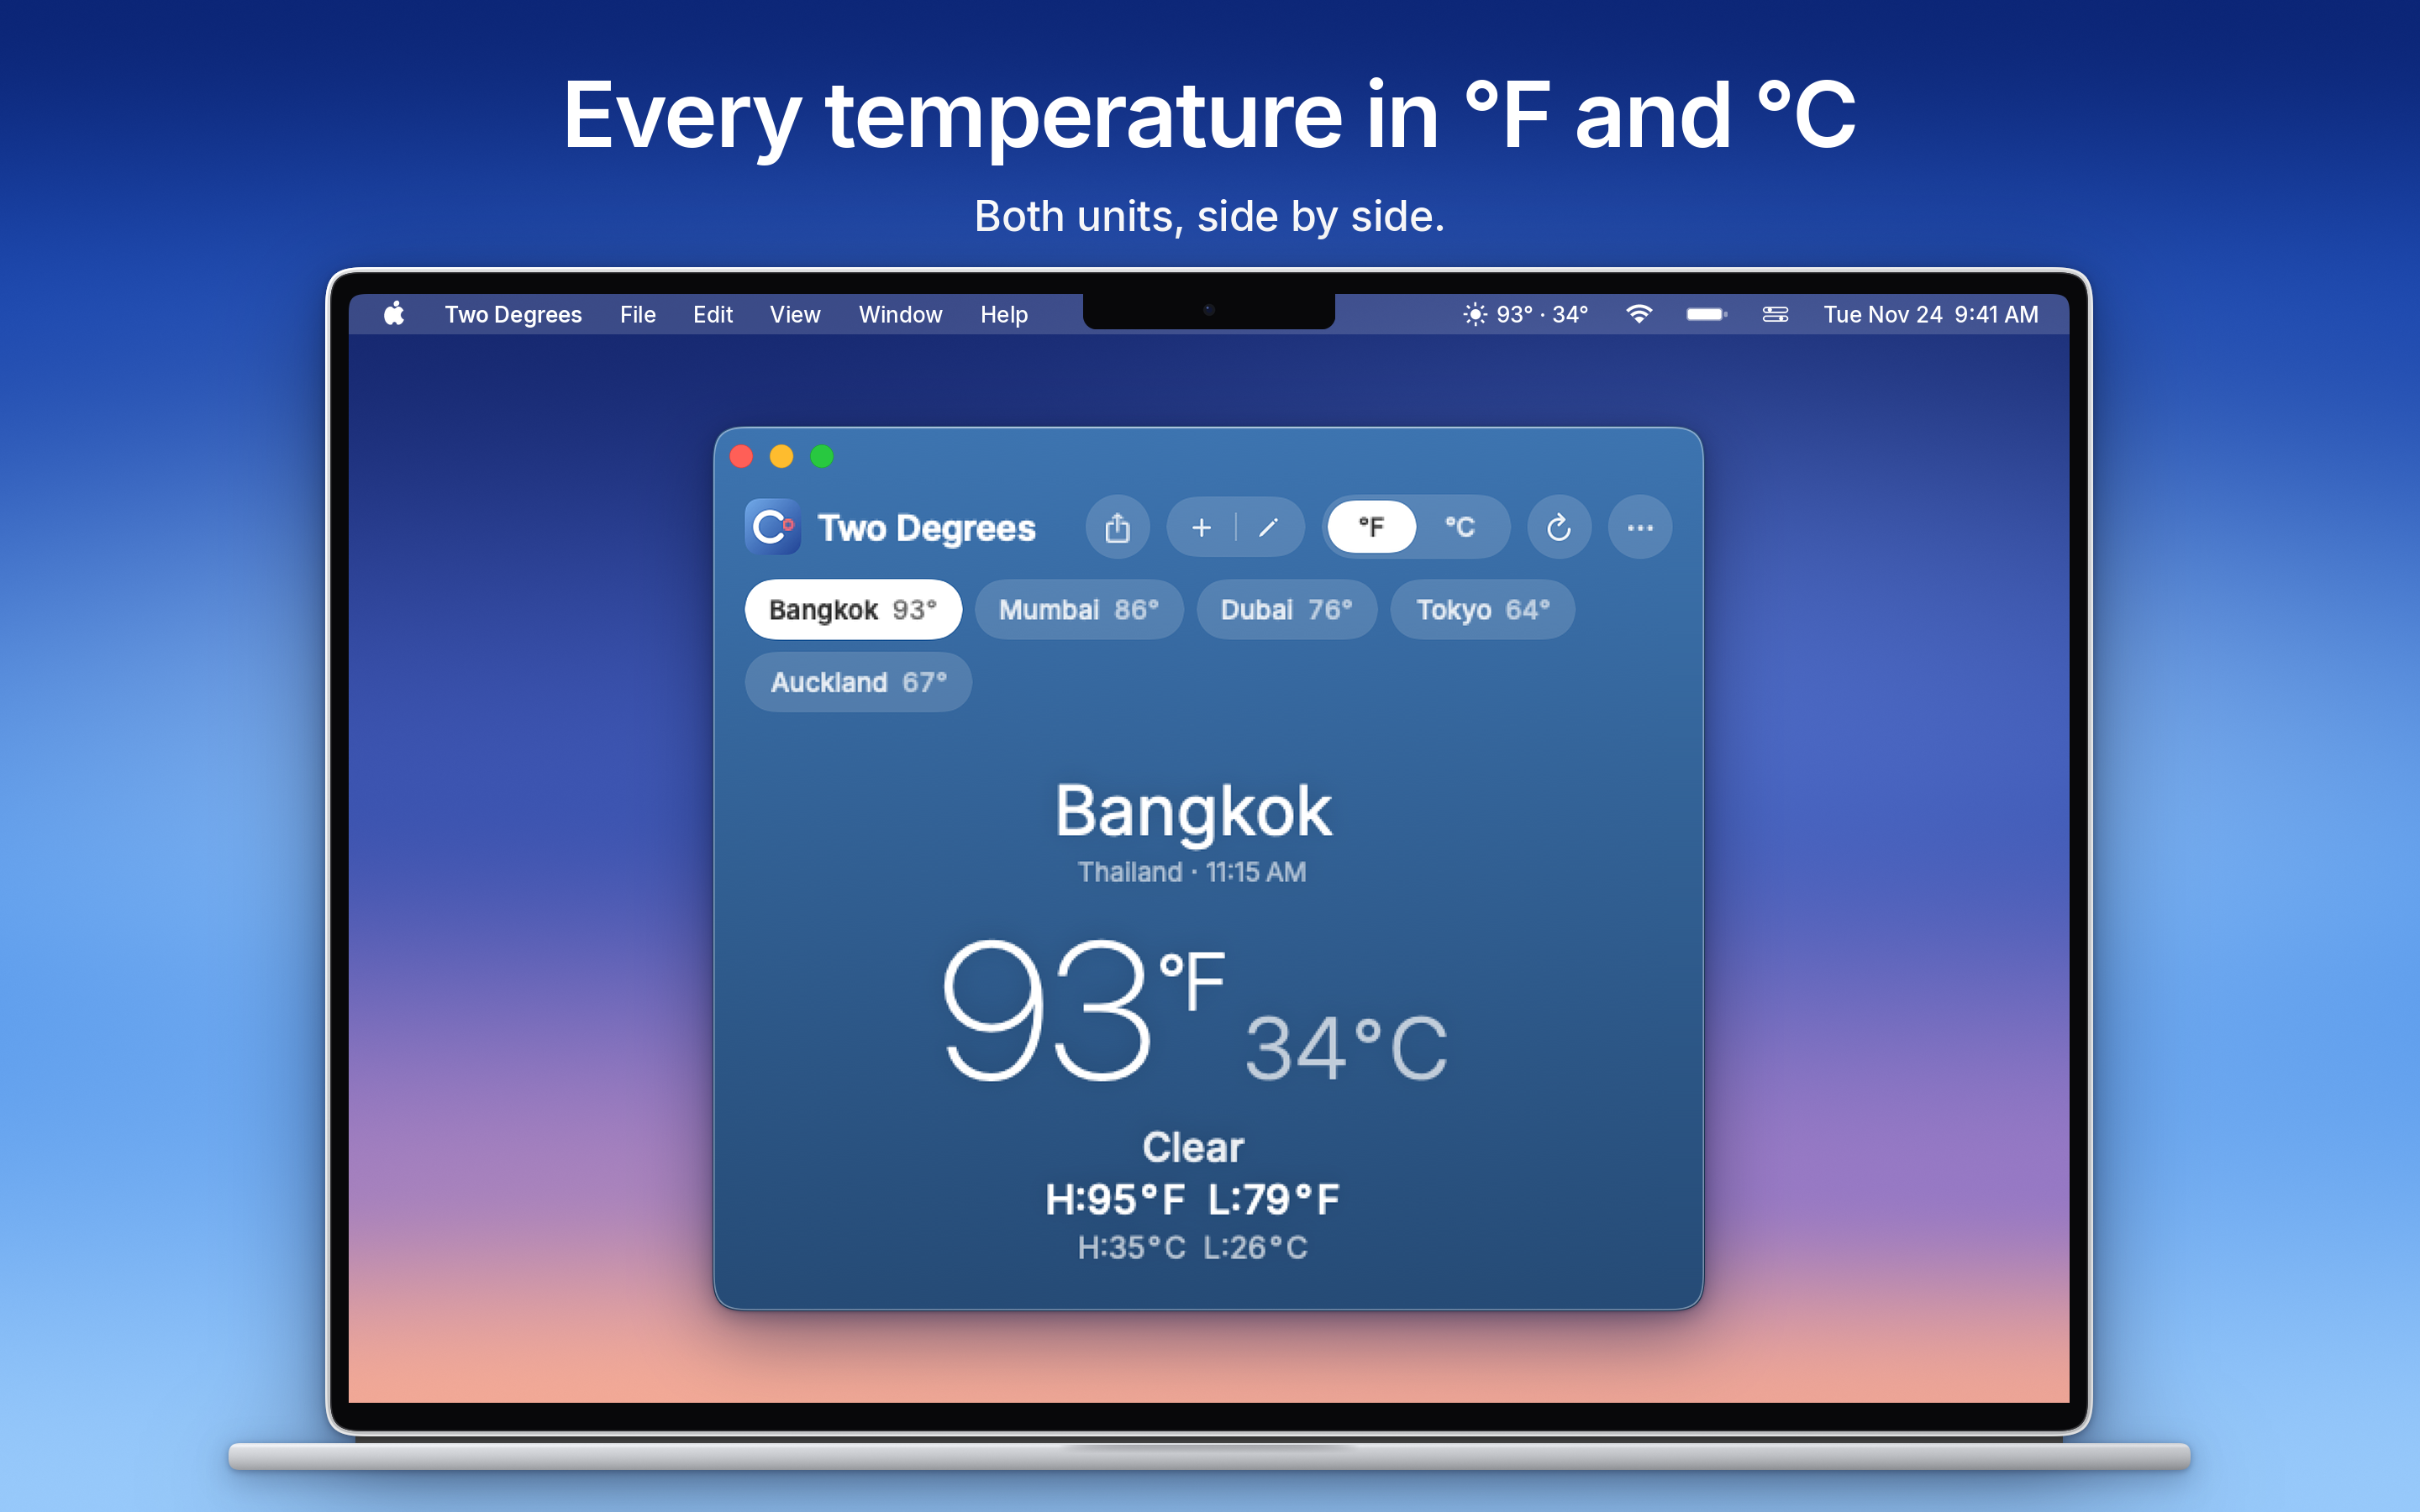 Every temperature in °F and °C
Both units, side by side.
Two Degrees File Edit View Window Help 93° · 34° Tue Nov 24 9:41 AM
Two Degrees °F °C
Bangkok 93° Mumbai 86° Dubai 76° Tokyo 64°
Auckland 67°
Bangkok
Thailand · 11:15 AM
93°F 34°C
Clear
H:95°F L:79°F
H:35°C L:26°C